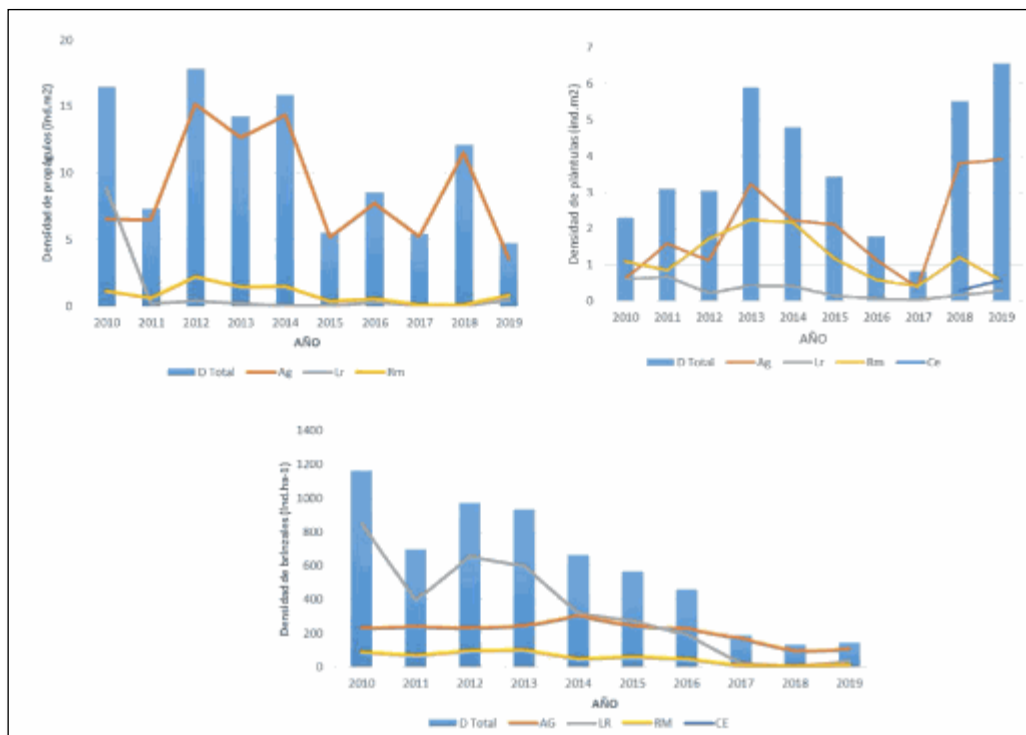 Densidad de propágulos (ind.m2)
20
15
10
5
0
2010 2011 2012 2013 2014 2015 2016 2017 2018 2019
AÑO
D Total Ag Lr Rm
Densidad de plántulas (ind.m2)
7
6
5
4
3
2
1
0
2010 2011 2012 2013 2014 2015 2016 2017 2018 2019
AÑO
D Total Ag Lr Rm Ce
Densidad de brinzales (ind.ha-1)
1400
1200
1000
800
600
400
200
0
2010 2011 2012 2013 2014 2015 2016 2017 2018 2019
AÑO
D Total AG LR RM CE